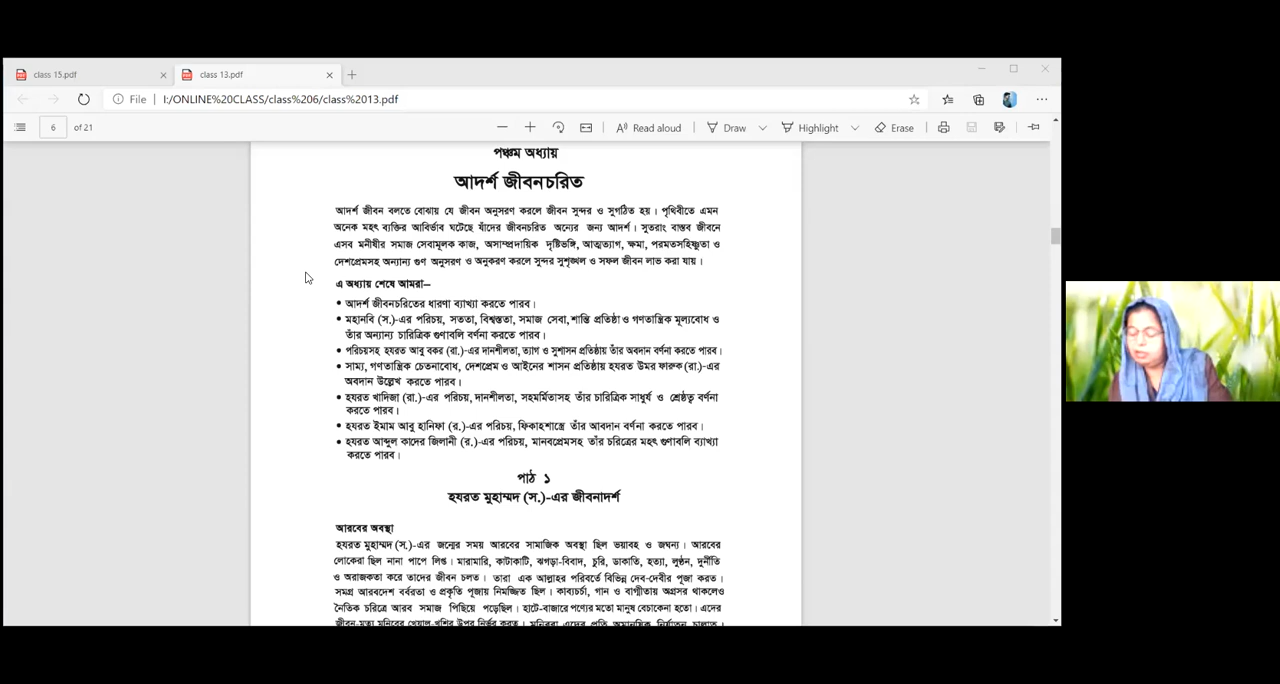 class 15.pdf
class 13.pdf
File | I:/ONLINE%20CLASS/class%206/class%2013.pdf
6 of 21
Read aloud
Draw
Highlight
Erase
পঞ্চম অধ্যায়
আদর্শ জীবনচরিত
আদর্শ জীবন বলতে বোঝায় যে জীবন অনুসরণ করলে জীবন সুন্দর ও সুগঠিত হয়। পৃথিবীতে এমন
অনেক মহৎ ব্যক্তির আবির্ভাব ঘটেছে যাঁদের জীবনচরিত অন্যের জন্য আদর্শ। সুতরাং বাস্তব জীবনে
এসব মনীষীর সমাজ সেবামূলক কাজ, অসাম্প্রদায়িক দৃষ্টিভঙ্গি, আত্মত্যাগ, ক্ষমা, পরমতসহিষ্ণুতা ও
দেশপ্রেমসহ অন্যান্য গুণ অনুসরণ ও অনুকরণ করলে সুন্দর সুশৃঙ্খল ও সফল জীবন লাভ করা যায়।
এ অধ্যায় শেষে আমরা–
• আদর্শ জীবনচরিতের ধারণা ব্যাখ্যা করতে পারব।
• মহানবি (স.)-এর পরিচয়, সততা, বিশ্বস্ততা, সমাজ সেবা, শান্তি প্রতিষ্ঠা ও গণতান্ত্রিক মূল্যবোধ ও
তাঁর অন্যান্য চারিত্রিক গুণাবলি বর্ণনা করতে পারব।
• পরিচয়সহ হযরত আবু বকর (রা.)-এর দানশীলতা, ত্যাগ ও সুশাসন প্রতিষ্ঠায় তাঁর অবদান বর্ণনা করতে পারব।
• সাম্য, গণতান্ত্রিক চেতনাবোধ, দেশপ্রেম ও আইনের শাসন প্রতিষ্ঠায় হযরত উমর ফারুক (রা.)-এর
অবদান উল্লেখ করতে পারব।
• হযরত খাদিজা (রা.)-এর পরিচয়, দানশীলতা, সহমর্মিতাসহ তাঁর চারিত্রিক সাধুর্য ও শ্রেষ্ঠত্ব বর্ণনা
করতে পারব।
• হযরত ইমাম আবু হানিফা (র.)-এর পরিচয়, ফিকাহশাস্ত্রে তাঁর আবদান বর্ণনা করতে পারব।
• হযরত আব্দুল কাদের জিলানী (র.)-এর পরিচয়, মানবপ্রেমসহ তাঁর চরিত্রের মহৎ গুণাবলি ব্যাখ্যা
করতে পারব।
পাঠ ১
হযরত মুহাম্মদ (স.)-এর জীবনাদর্শ
আরবের অবস্থা
হযরত মুহাম্মদ (স.)-এর জন্মের সময় আরবের সামাজিক অবস্থা ছিল ভয়াবহ ও জঘন্য। আরবের
লোকেরা ছিল নানা পাপে লিপ্ত। মারামারি, কাটাকাটি, ঝগড়া-বিবাদ, চুরি, ডাকাতি, হত্যা, লুণ্ঠন, দুর্নীতি
ও অরাজকতা করে তাদের জীবন চলত। তারা এক আল্লাহর পরিবর্তে বিভিন্ন দেব-দেবীর পূজা করত।
সমগ্র আরবদেশ বর্বরতা ও প্রকৃতি পূজায় নিমজ্জিত ছিল। কাব্যচর্চা, গান ও বাগ্মীতায় অগ্রসর থাকলেও
নৈতিক চরিত্রে আরব সমাজ পিছিয়ে পড়েছিল। হাটে-বাজারে পণ্যের মতো মানুষ বেচাকেনা হতো। এদের
জীবন-মৃত্যু মনিবের খেয়াল-খুশির উপর নির্ভর করত। মনিবরা এদের প্রতি অমানুষিক নির্যাতন চালাত।